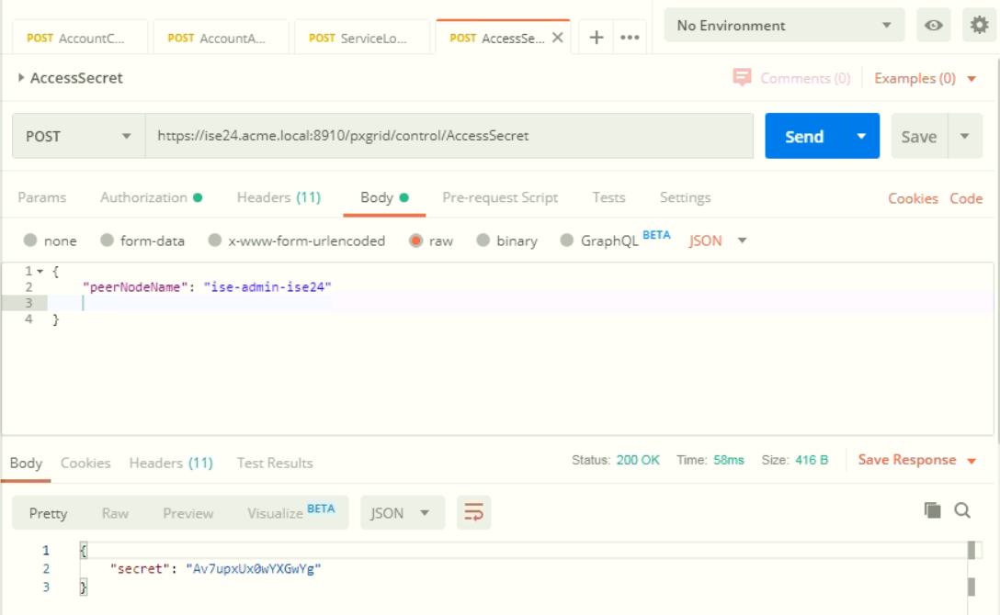 POST AccountC... POST AccountA... POST ServiceLo... POST AccessSe... No Environment
AccessSecret Comments (0) Examples (0)
POST https://ise24.acme.local:8910/pxgrid/control/AccessSecret Send Save
Params Authorization Headers (11) Body Pre-request Script Tests Settings Cookies Code
none form-data x-www-form-urlencoded raw binary GraphQL BETA JSON
1 {
2 "peerNodeName": "ise-admin-ise24"
3
4 }
Body Cookies Headers (11) Test Results Status: 200 OK Time: 58ms Size: 416 B Save Response
Pretty Raw Preview Visualize BETA JSON
1 {
2 "secret": "Av7upxUx0wYXGwYg"
3 }